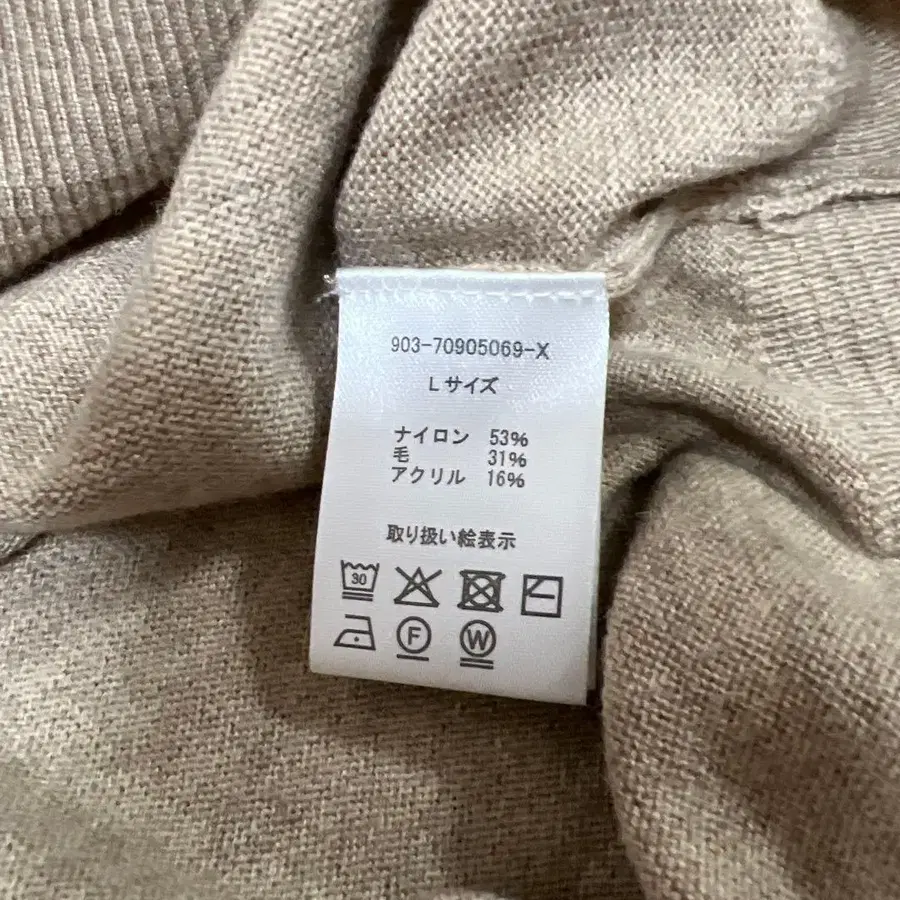 903-70905069-X
Lサイズ
ナイロン 53%
毛 31%
アクリル 16%
取り扱い絵表示
30
F W